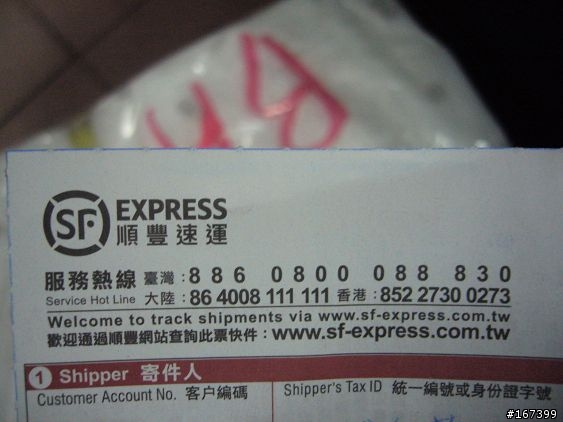 SF EXPRESS
順豐速運
服務熱線 臺灣:886 0800 088 830
Service Hot Line 大陸:86 4008 111 111 香港:852 2730 0273
Welcome to track shipments via www.sf-express.com.tw
歡迎通過順豐網站查詢此票快件:www.sf-express.com.tw
1 Shipper 寄件人
Customer Account No. 客户編碼 Shipper's Tax ID 統一編號或身份證字號
#167399